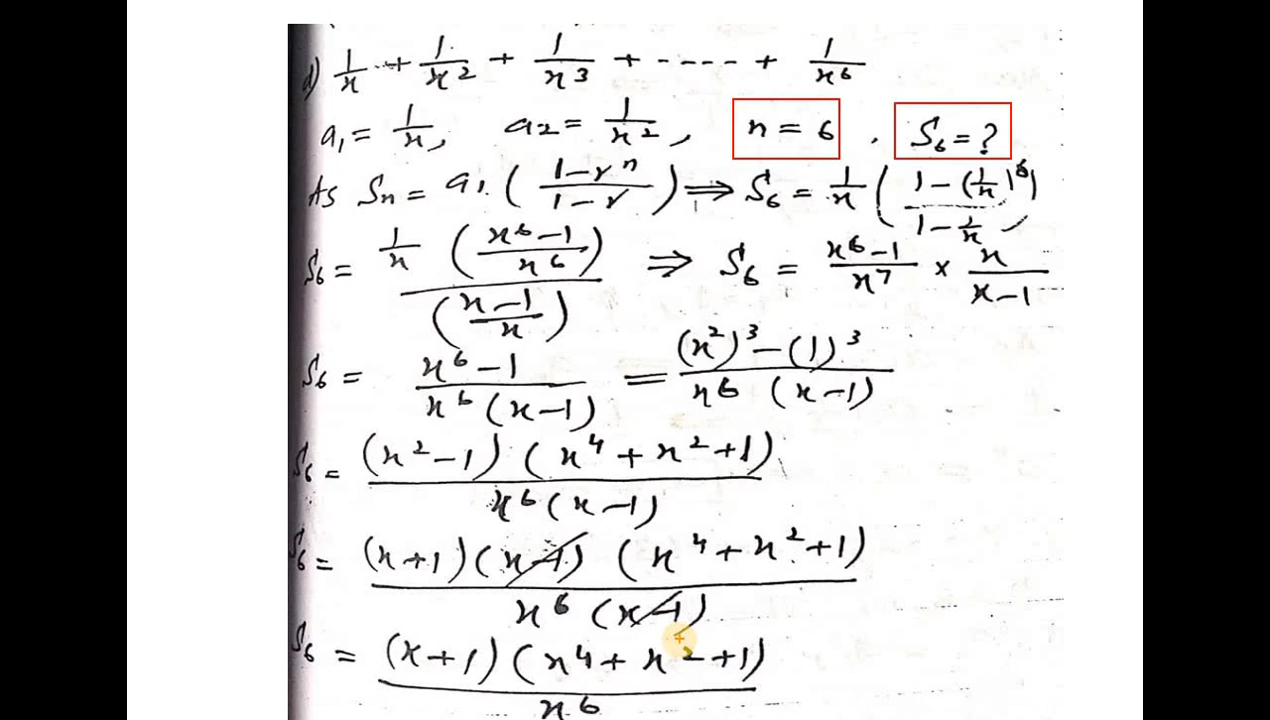 d) 1/x + 1/x² + 1/x³ + ---- + 1/x⁶
a₁ = 1/x, a₂ = 1/x², n = 6 . S₆ = ?
As Sₙ = a₁ ( (1-rⁿ)/(1-r) ) ⇒ S₆ = 1/x ( (1-(1/x)⁶)/(1-1/x) )
S₆ = ( 1/x ( (x⁶-1)/x⁶ ) ) / ( (x-1)/x ) ⇒ S₆ = (x⁶-1)/x⁷ × x/(x-1)
S₆ = (x⁶-1)/(x⁶(x-1)) = ((x²)³-(1)³)/(x⁶(x-1))
S₆ = ((x²-1)(x⁴+x²+1))/(x⁶(x-1))
S₆ = ((x+1)(x-1)(x⁴+x²+1))/(x⁶(x-1))
S₆ = ((x+1)(x⁴+x²+1))/x⁶